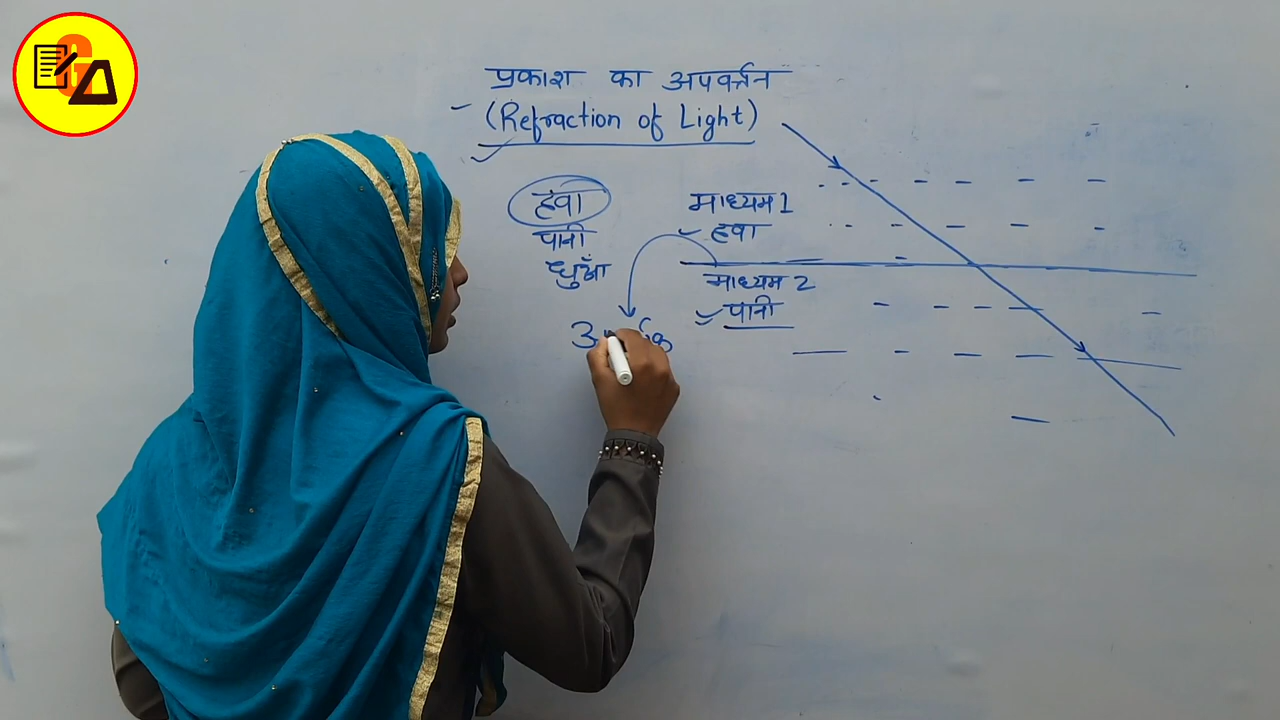 प्रकाश का अपवर्त्तन
(Refraction of Light)
हवा
पानी
धुआँ
माध्यम 1
हवा
माध्यम 2
पानी